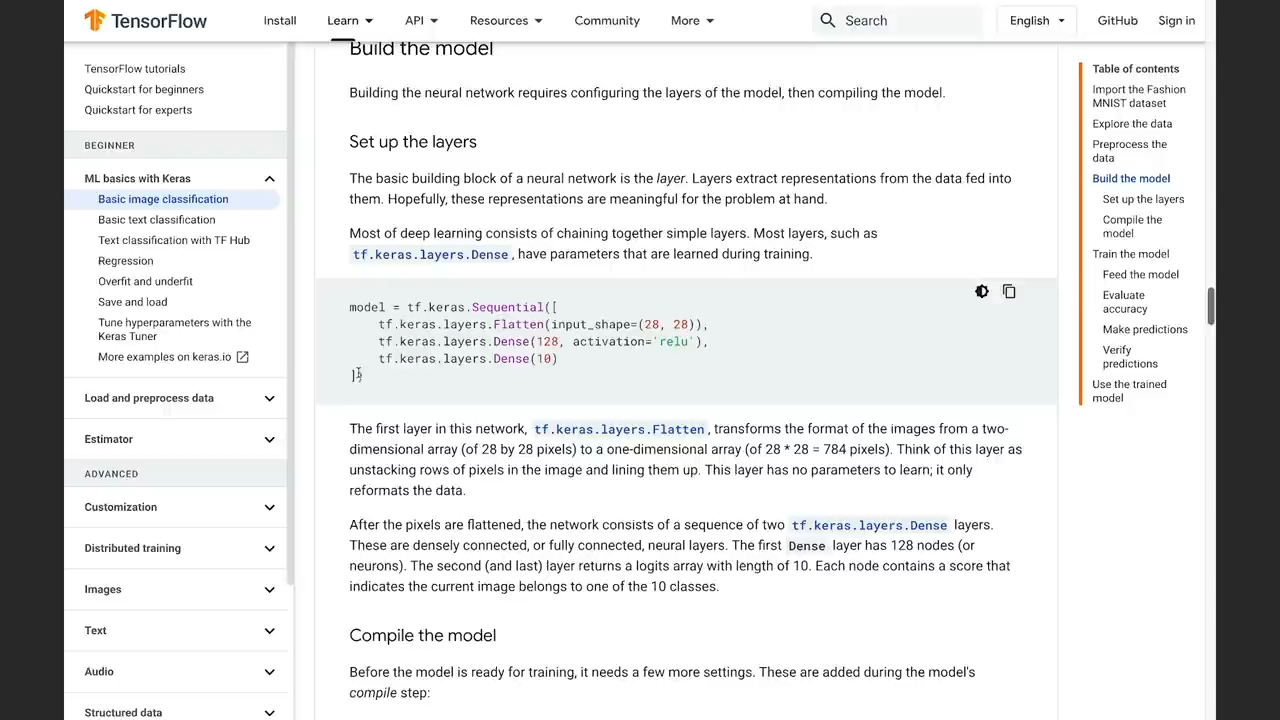 TensorFlow
Install
Learn
API
Resources
Community
More
Search
English
GitHub
Sign in
TensorFlow tutorials
Quickstart for beginners
Quickstart for experts
BEGINNER
ML basics with Keras
Basic image classification
Basic text classification
Text classification with TF Hub
Regression
Overfit and underfit
Save and load
Tune hyperparameters with the
Keras Tuner
More examples on keras.io
Load and preprocess data
Estimator
ADVANCED
Customization
Distributed training
Images
Text
Audio
Structured data
Build the model
Building the neural network requires configuring the layers of the model, then compiling the model.
Set up the layers
The basic building block of a neural network is the layer. Layers extract representations from the data fed into
them. Hopefully, these representations are meaningful for the problem at hand.
Most of deep learning consists of chaining together simple layers. Most layers, such as
tf.keras.layers.Dense, have parameters that are learned during training.
model = tf.keras.Sequential([
    tf.keras.layers.Flatten(input_shape=(28, 28)),
    tf.keras.layers.Dense(128, activation='relu'),
    tf.keras.layers.Dense(10)
])
The first layer in this network, tf.keras.layers.Flatten, transforms the format of the images from a two-
dimensional array (of 28 by 28 pixels) to a one-dimensional array (of 28 * 28 = 784 pixels). Think of this layer as
unstacking rows of pixels in the image and lining them up. This layer has no parameters to learn; it only
reformats the data.
After the pixels are flattened, the network consists of a sequence of two tf.keras.layers.Dense layers.
These are densely connected, or fully connected, neural layers. The first Dense layer has 128 nodes (or
neurons). The second (and last) layer returns a logits array with length of 10. Each node contains a score that
indicates the current image belongs to one of the 10 classes.
Compile the model
Before the model is ready for training, it needs a few more settings. These are added during the model's
compile step:
Table of contents
Import the Fashion
MNIST dataset
Explore the data
Preprocess the
data
Build the model
Set up the layers
Compile the
model
Train the model
Feed the model
Evaluate
accuracy
Make predictions
Verify
predictions
Use the trained
model